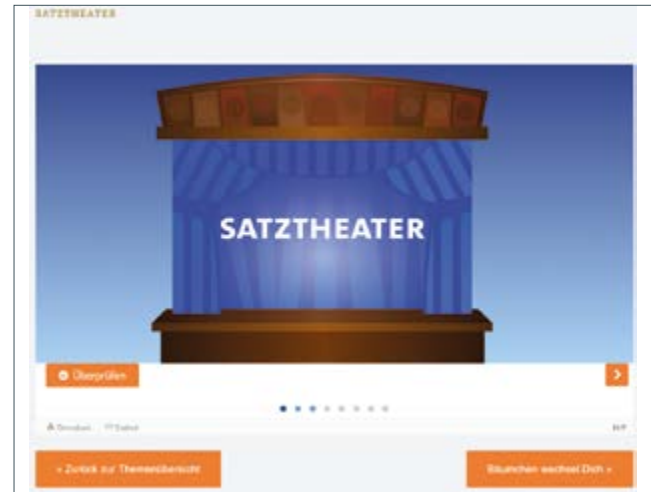 SATZTHEATER
SATZTHEATER
Überprüfen
« Zurück zur Themenübersicht
Bäumchen wechsel Dich »